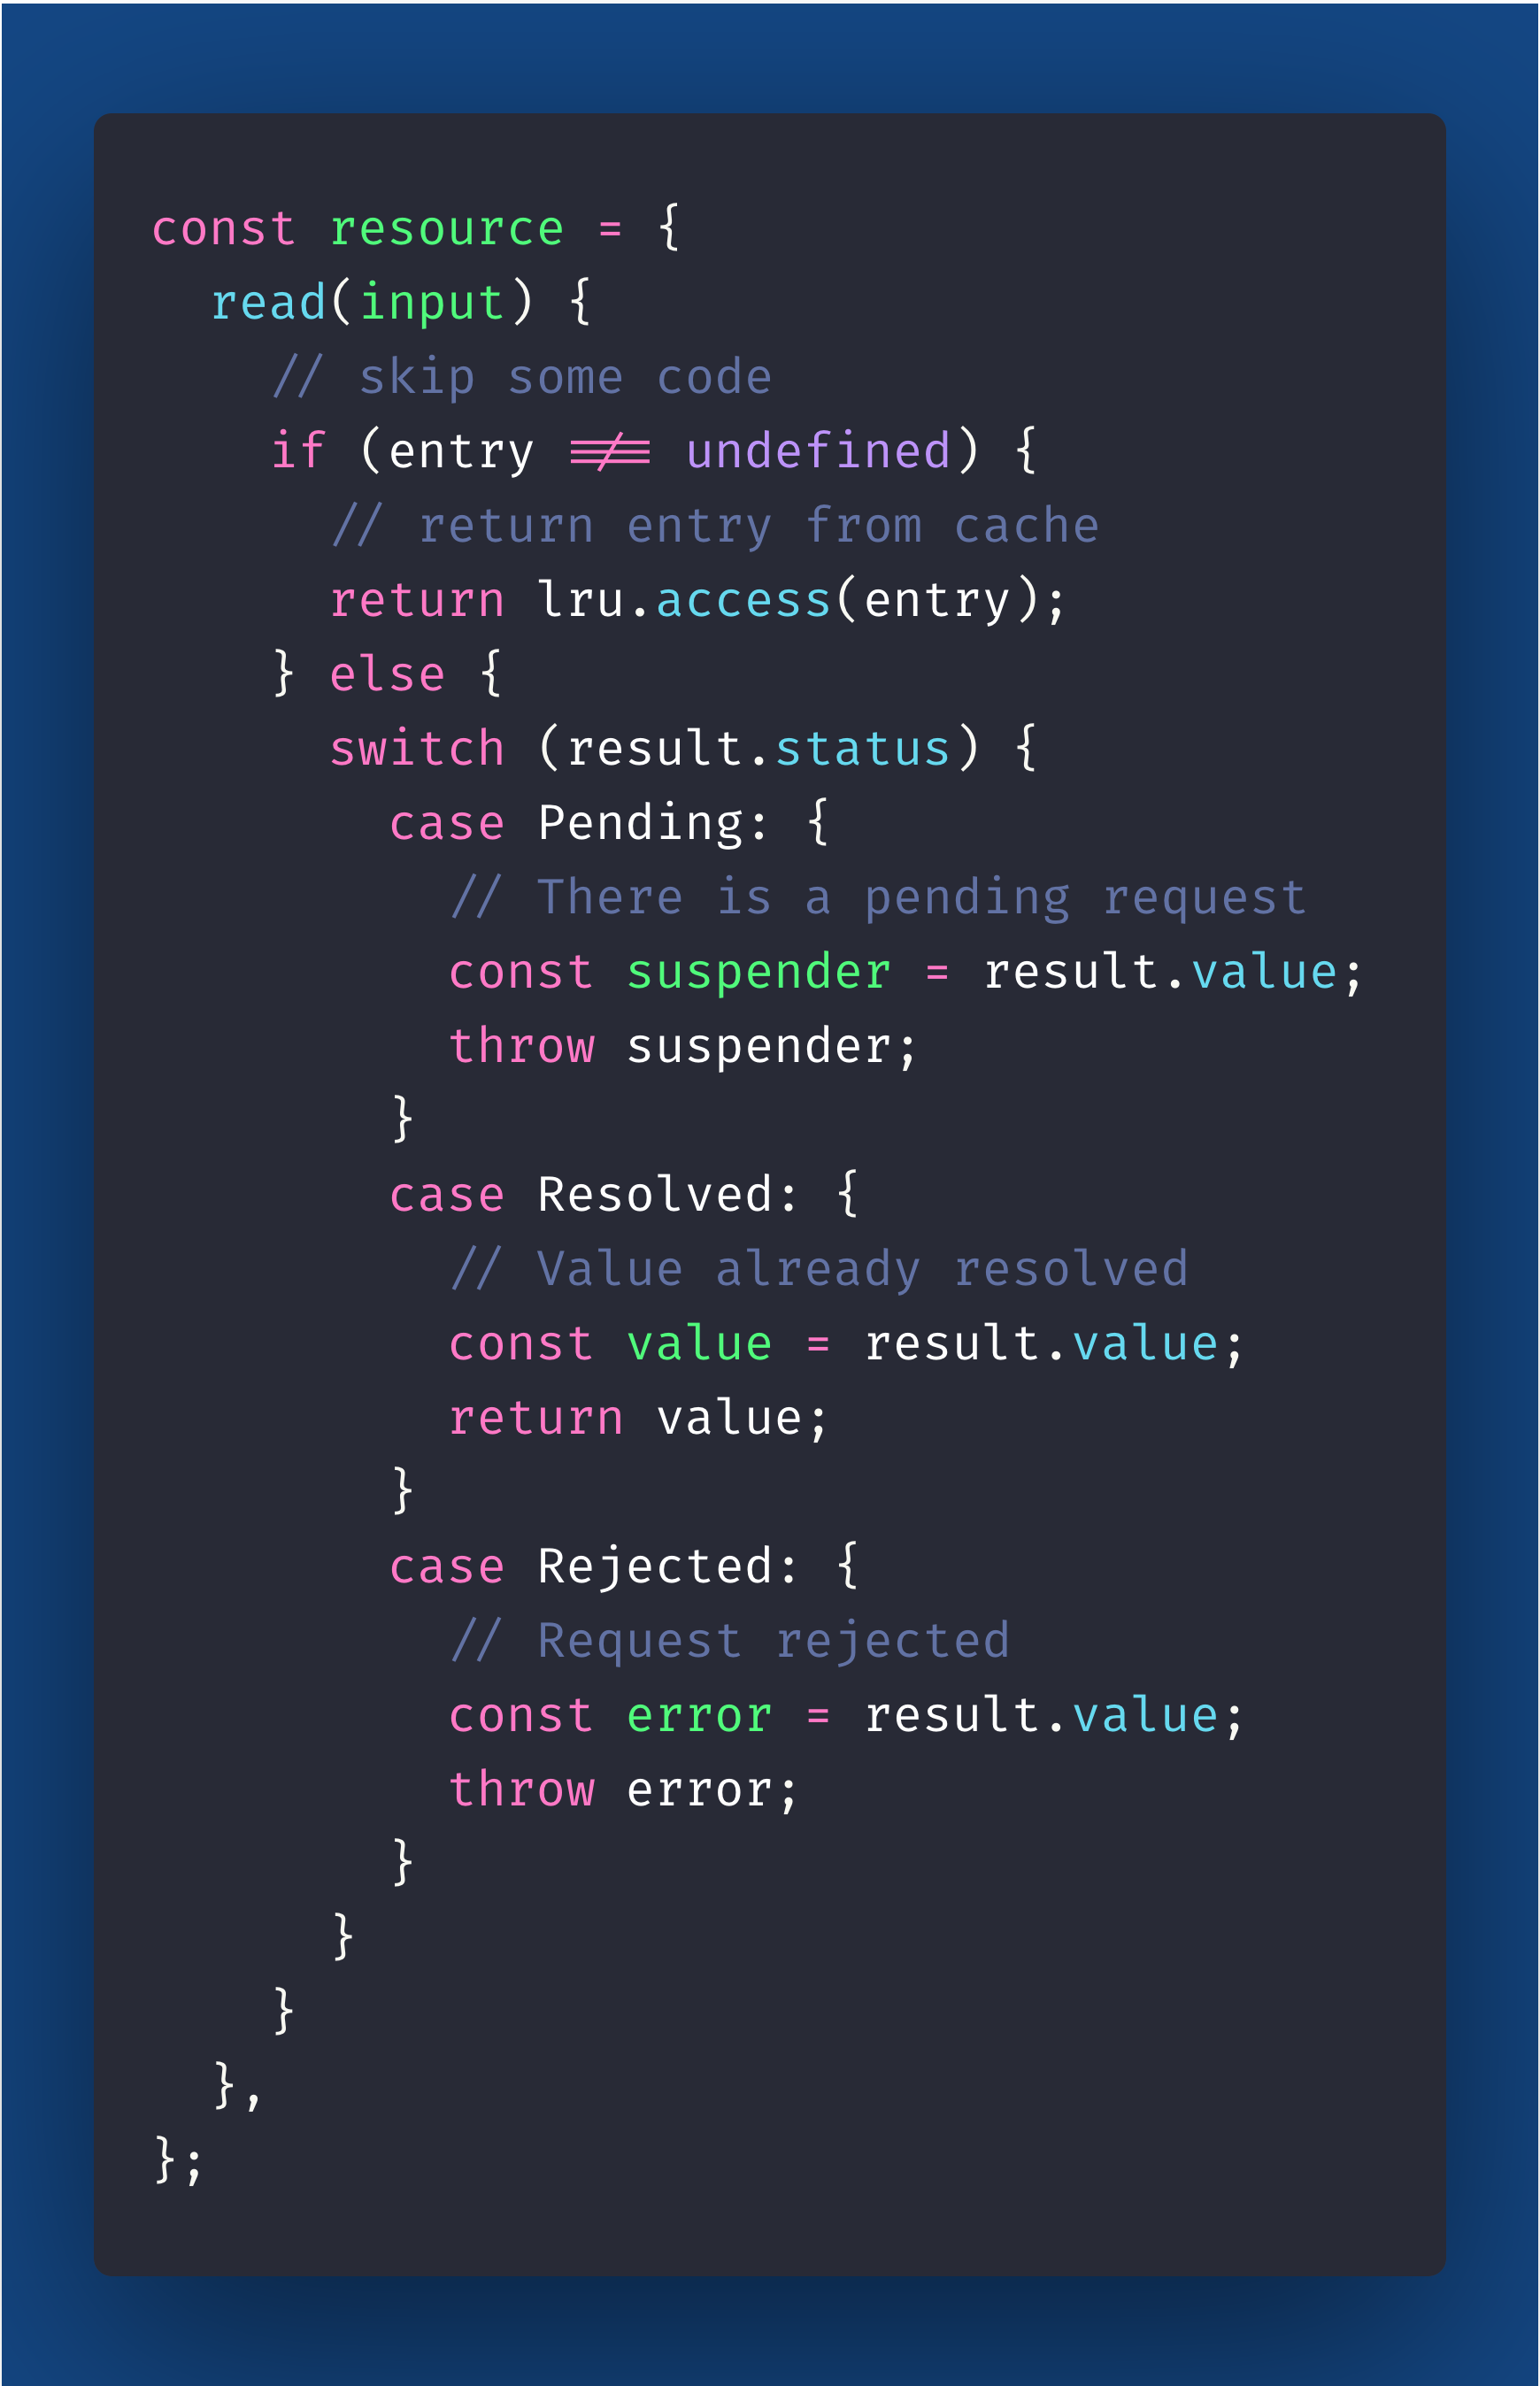 const resource = {
  read(input) {
    // skip some code
    if (entry !== undefined) {
      // return entry from cache
      return lru.access(entry);
    } else {
      switch (result.status) {
        case Pending: {
          // There is a pending request
          const suspender = result.value;
          throw suspender;
        }
        case Resolved: {
          // Value already resolved
          const value = result.value;
          return value;
        }
        case Rejected: {
          // Request rejected
          const error = result.value;
          throw error;
        }
      }
    }
  },
};